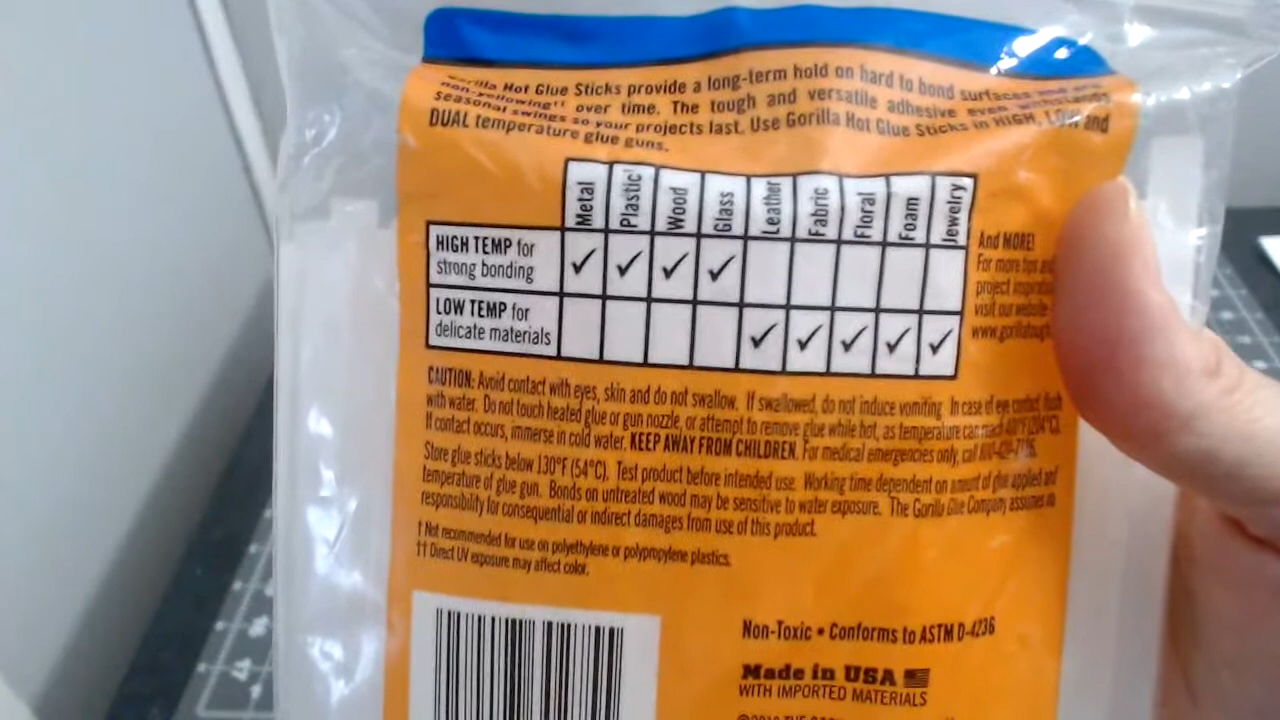 Gorilla Hot Glue Sticks provide a long-term hold on hard to bond surfaces and are
non-yellowing†† over time. The tough and versatile adhesive even withstands
seasonal swings so your projects last. Use Gorilla Hot Glue Sticks in HIGH, LOW and
DUAL temperature glue guns.
Metal Plastic† Wood Glass Leather Fabric Floral Foam Jewelry
HIGH TEMP for
strong bonding ✓ ✓ ✓ ✓
LOW TEMP for
delicate materials ✓ ✓ ✓ ✓ ✓
And MORE!
For more tips and
project inspiration
visit our website
CAUTION: Avoid contact with eyes, skin and do not swallow. If swallowed, do not induce vomiting. In case of eye contact, flush
with water. Do not touch heated glue or gun nozzle, or attempt to remove glue while hot, as temperature can reach 400°F (204°C).
If contact occurs, immerse in cold water. KEEP AWAY FROM CHILDREN. For medical emergencies only, call
Store glue sticks below 130°F (54°C). Test product before intended use. Working time dependent on amount of glue applied and
temperature of glue gun. Bonds on untreated wood may be sensitive to water exposure. The Gorilla Glue Company assumes no
responsibility for consequential or indirect damages from use of this product.
† Not recommended for use on polyethylene or polypropylene plastics.
†† Direct UV exposure may affect color.
Non-Toxic • Conforms to ASTM D-4236
Made in USA
WITH IMPORTED MATERIALS